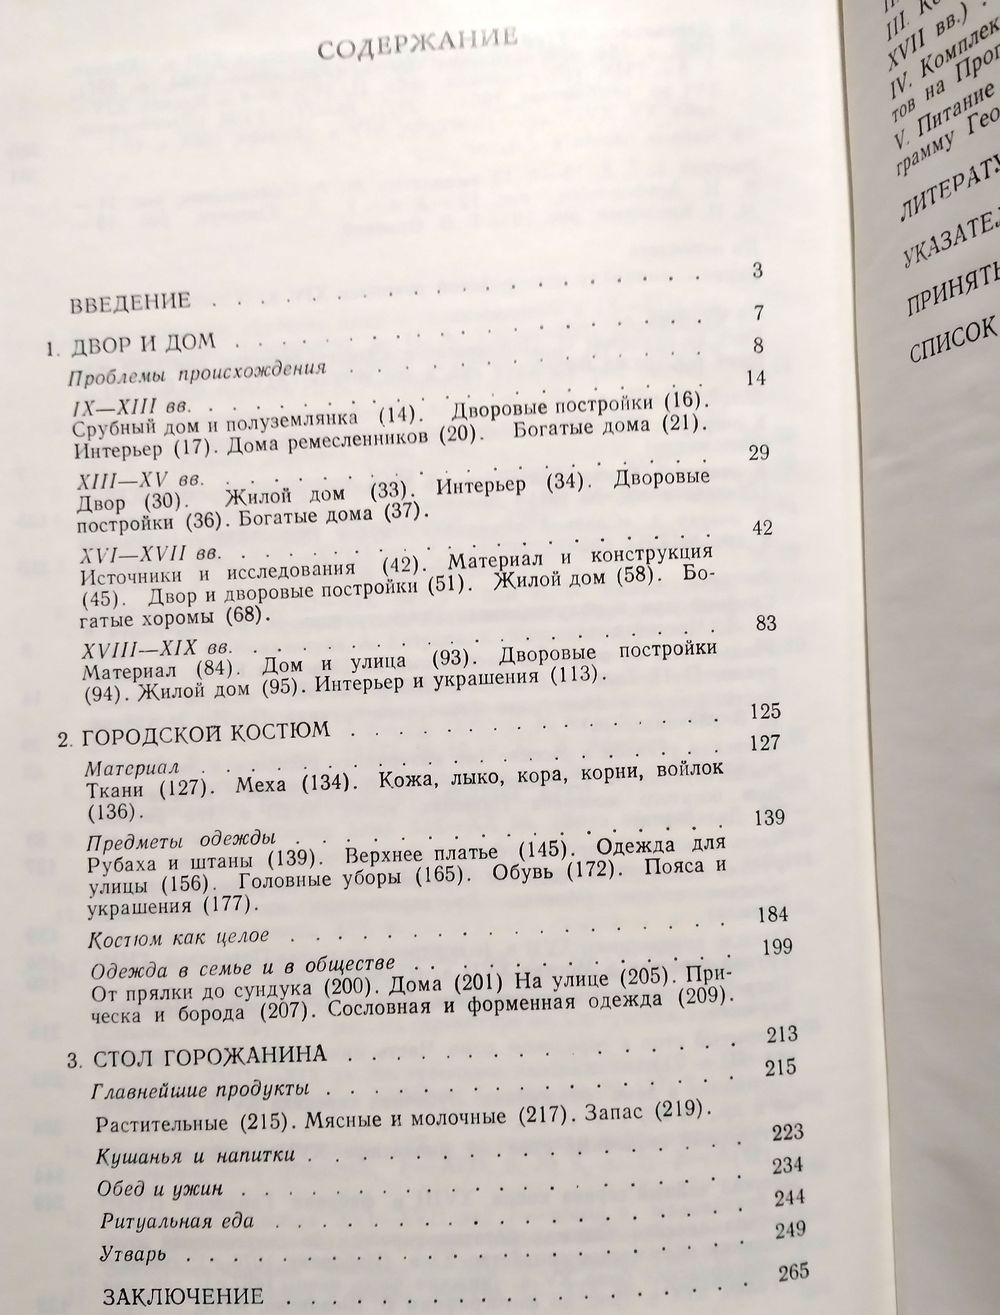 СОДЕРЖАНИЕ
ВВЕДЕНИЕ . . . . . . . . . . . . . . . . 3
1. ДВОР И ДОМ . . . . . . . . . . . . . . . . 7
Проблемы происхождения . . . . . . . . . . . . 8
IX—XIII вв. . . . . . . . . . . . . . . . . 14
Срубный дом и полуземлянка (14). Дворовые постройки (16).
Интерьер (17). Дома ремесленников (20). Богатые дома (21).
XIII—XV вв. . . . . . . . . . . . . . . . . 29
Двор (30). Жилой дом (33). Интерьер (34). Дворовые
постройки (36). Богатые дома (37).
XVI—XVII вв. . . . . . . . . . . . . . . . 42
Источники и исследования (42). Материал и конструкция
(45). Двор и дворовые постройки (51). Жилой дом (58). Бо-
гатые хоромы (68).
XVIII—XIX вв. . . . . . . . . . . . . . . . 83
Материал (84). Дом и улица (93). Дворовые постройки
(94). Жилой дом (95). Интерьер и украшения (113).
2. ГОРОДСКОЙ КОСТЮМ . . . . . . . . . . . . . 125
Материал . . . . . . . . . . . . . . . . 127
Ткани (127). Меха (134). Кожа, лыко, кора, корни, войлок
(136).
Предметы одежды . . . . . . . . . . . . . . 139
Рубаха и штаны (139). Верхнее платье (145). Одежда для
улицы (156). Головные уборы (165). Обувь (172). Пояса и
украшения (177).
Костюм как целое . . . . . . . . . . . . . . 184
Одежда в семье и в обществе . . . . . . . . . . 199
От прялки до сундука (200). Дома (201) На улице (205). При-
ческа и борода (207). Сословная и форменная одежда (209).
3. СТОЛ ГОРОЖАНИНА . . . . . . . . . . . . . 213
Главнейшие продукты . . . . . . . . . . . . . 215
Растительные (215). Мясные и молочные (217). Запас (219).
Кушанья и напитки . . . . . . . . . . . . . . 223
Обед и ужин . . . . . . . . . . . . . . . . 234
Ритуальная еда . . . . . . . . . . . . . . . 244
Утварь . . . . . . . . . . . . . . . . . 249
ЗАКЛЮЧЕНИЕ . . . . . . . . . . . . . . . 265
III.
XVII вв.)
IV. Комплек
тов на Прог
V. Питание
грамму Гео
ЛИТЕРАТУ
УКАЗАТЕЛ
ПРИНЯТЫ
СПИСОК